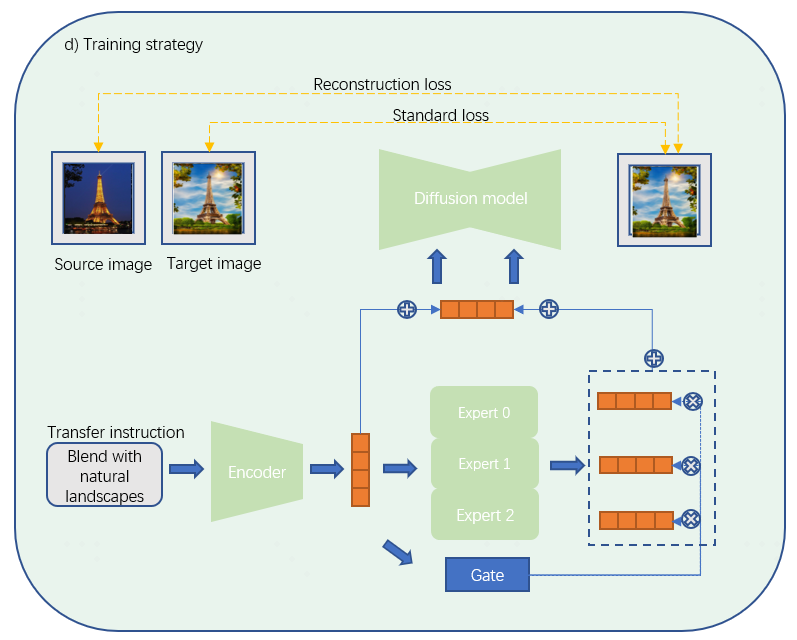 d) Training strategy
Reconstruction loss
Standard loss
Diffusion model
Source image
Target image
Transfer instruction
Blend with
natural
landscapes
Encoder
Expert 0
Expert 1
Expert 2
Gate